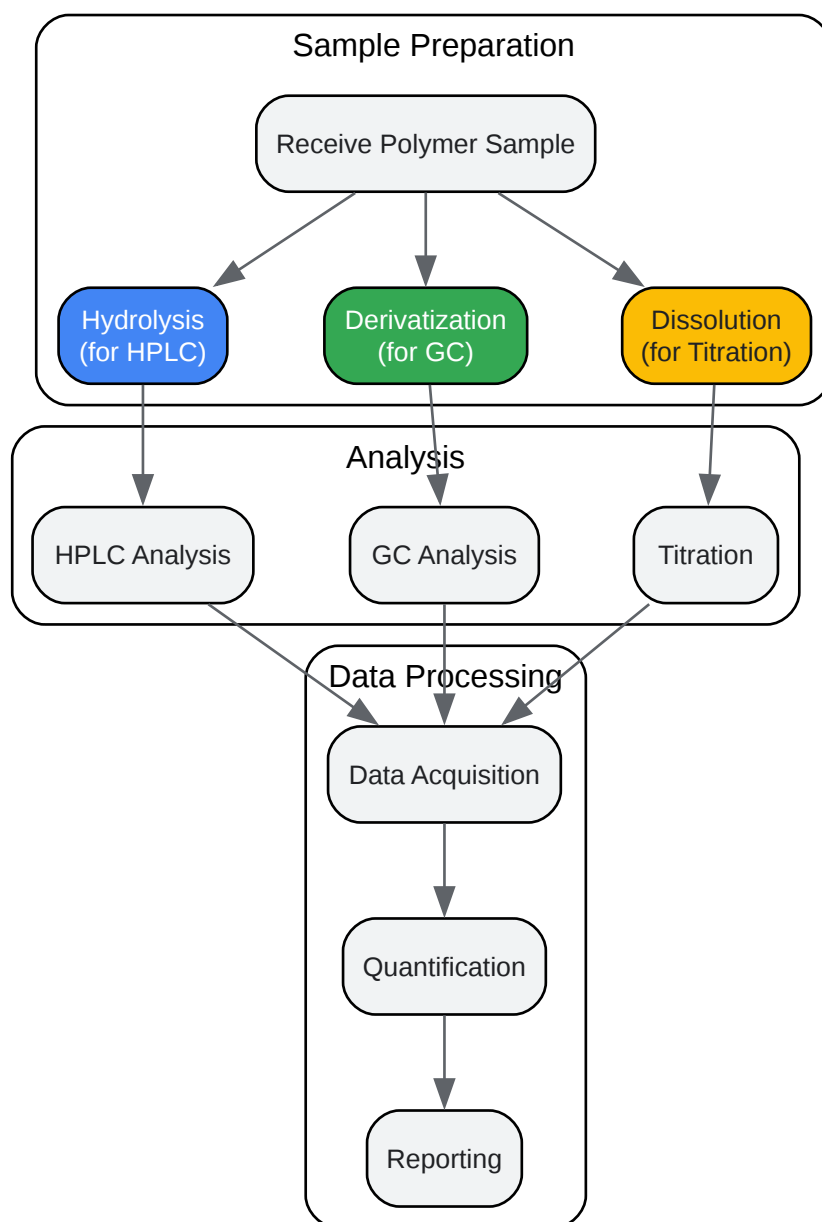 Sample Preparation
Receive Polymer Sample
Hydrolysis
(for HPLC)
Derivatization
(for GC)
Dissolution
(for Titration)
Analysis
HPLC Analysis
GC Analysis
Titration
Data Processing
Data Acquisition
Quantification
Reporting